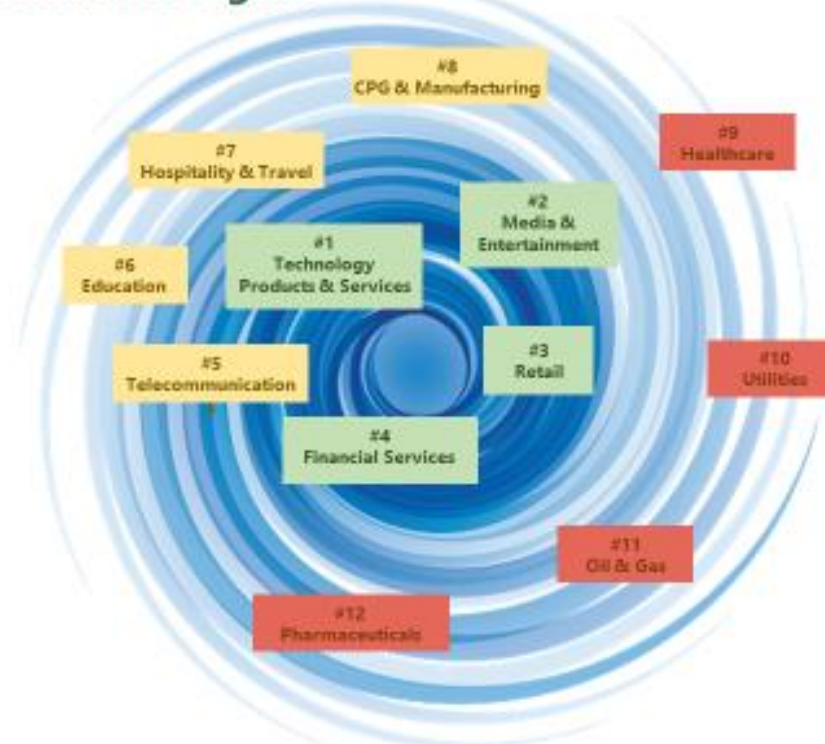 #8
CPG & Manufacturing
#9
Healthcare
#7
Hospitality & Travel
#2
Media &
Entertainment
#1
Technology
Products & Services
#6
Education
#3
Retail
#10
Utilities
#5
Telecommunication
#4
Financial Services
#11
Oil & Gas
#12
Pharmaceuticals